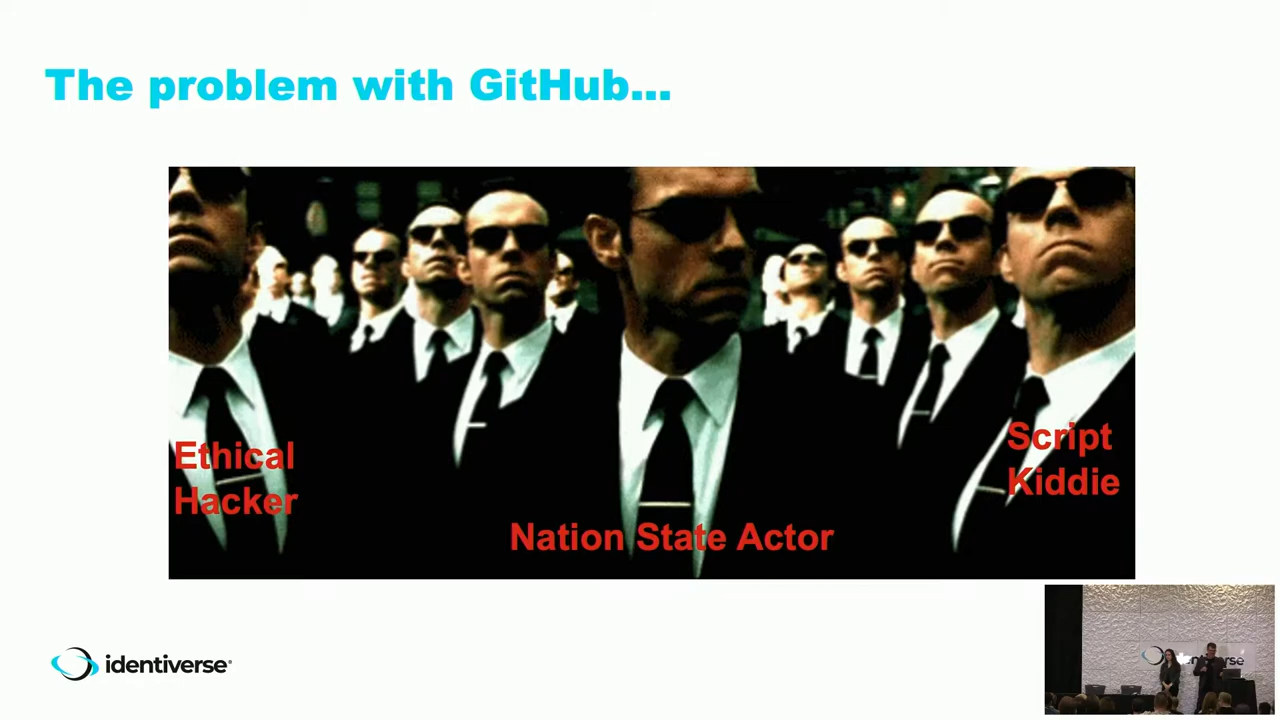 The problem with GitHub...
Ethical
Hacker
Script
Kiddie
Nation State Actor
identiverse